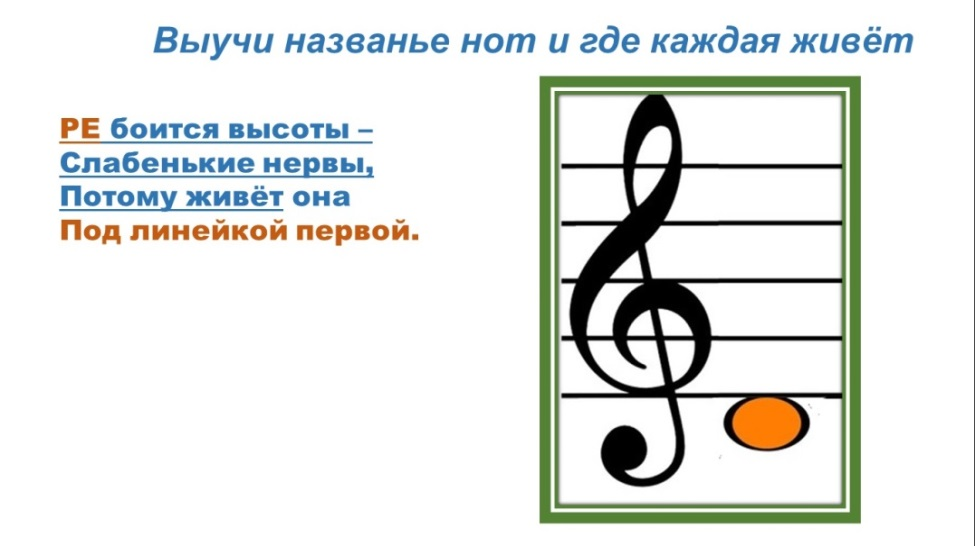 Выучи названье нот и где каждая живёт
РЕ боится высоты –
Слабенькие нервы,
Потому живёт она
Под линейкой первой.